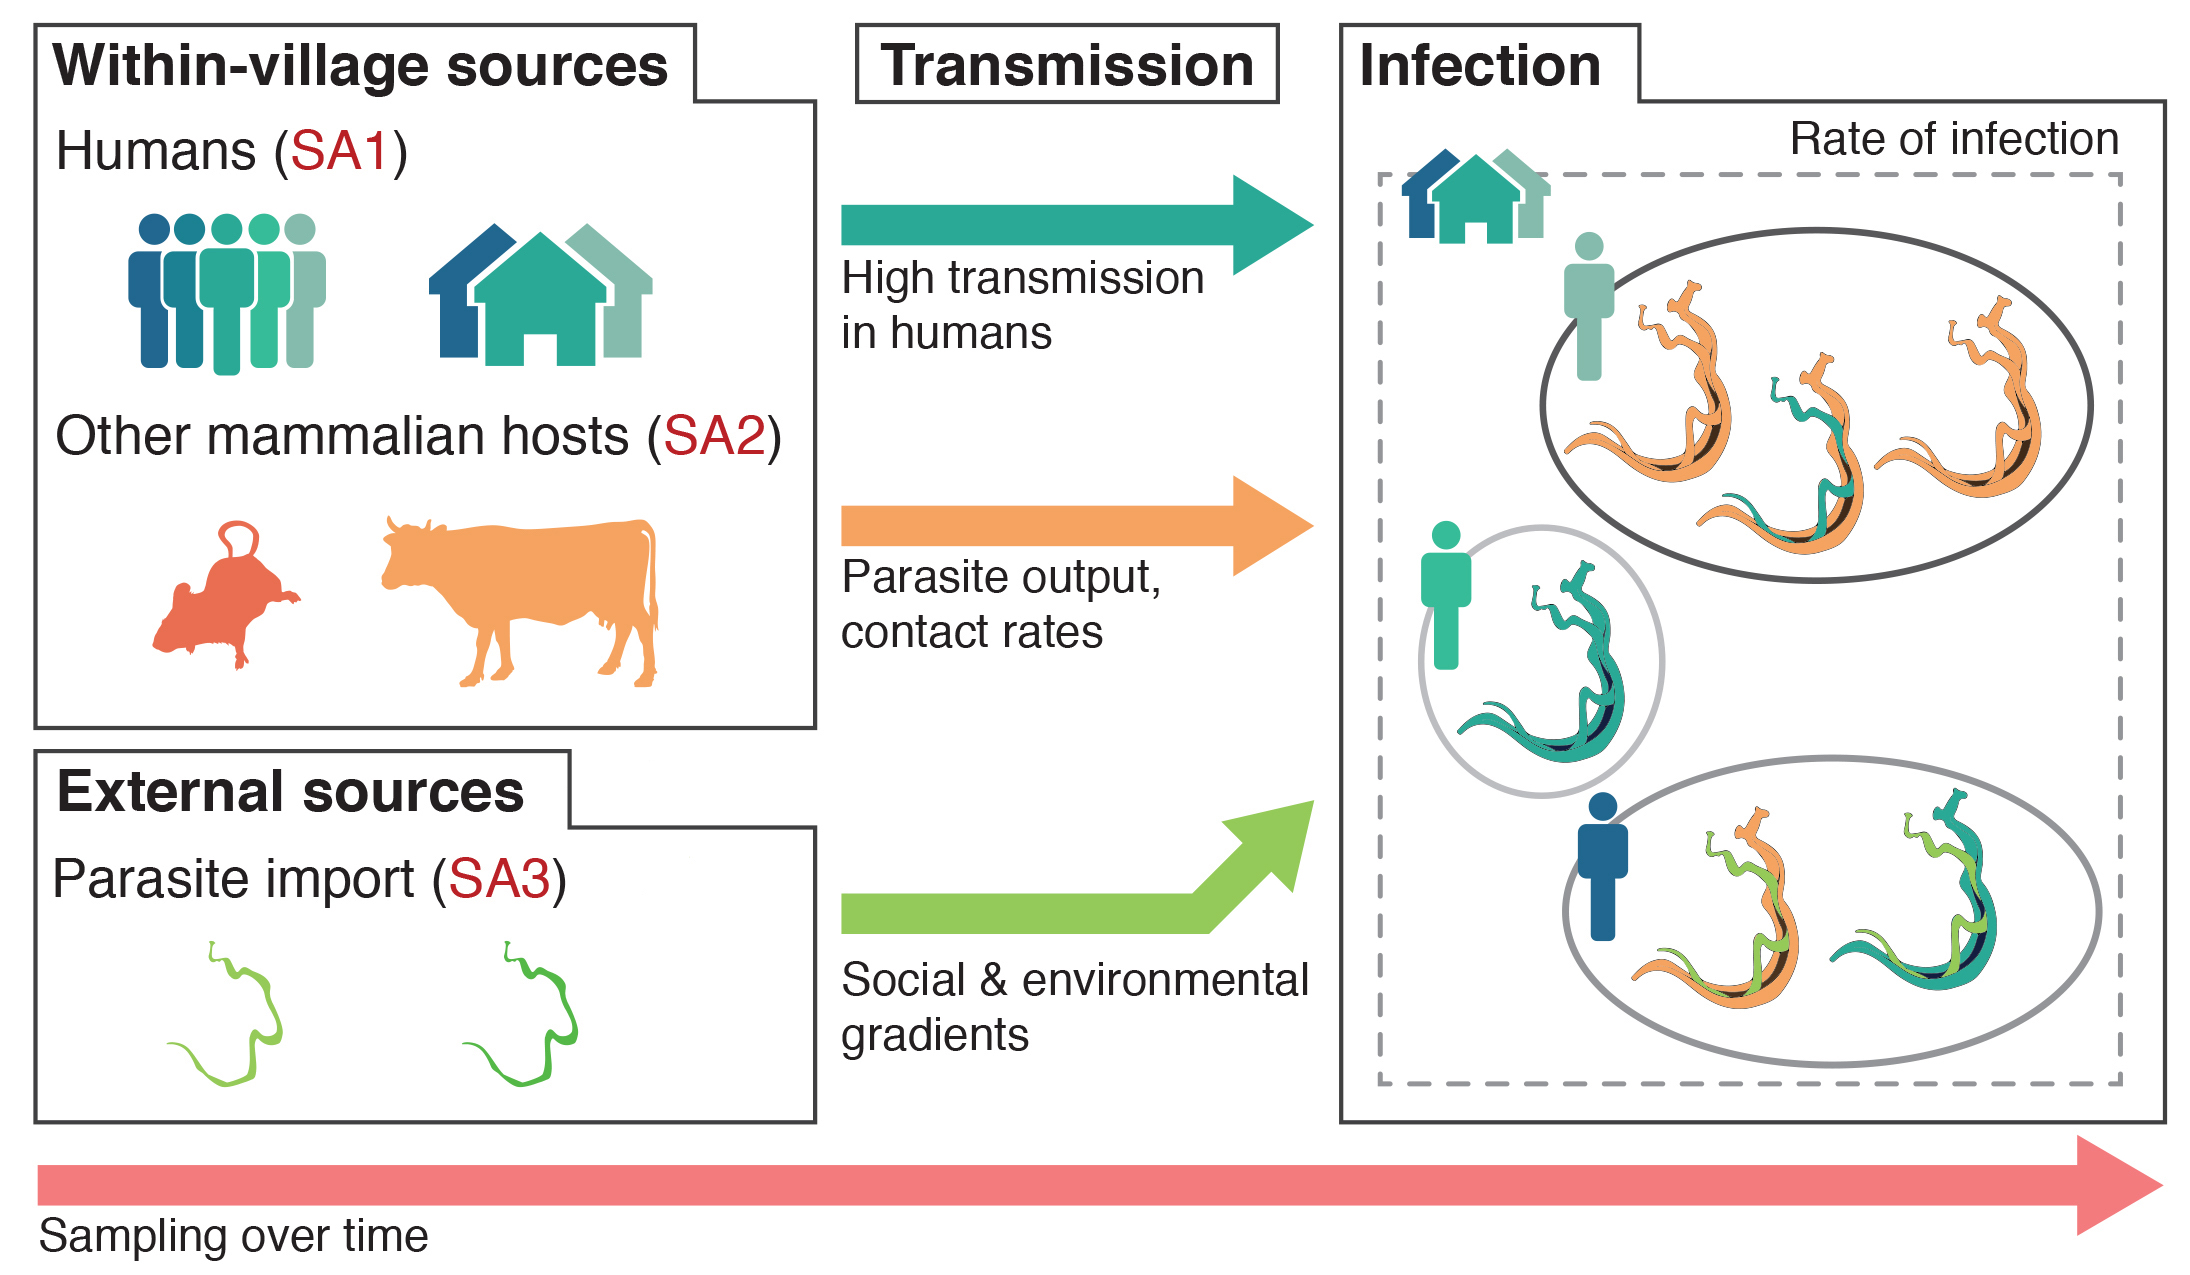 Within-village sources
Humans (SA1)
Other mammalian hosts (SA2)
External sources
Parasite import (SA3)
Transmission
High transmission
in humans
Parasite output,
contact rates
Social & environmental
gradients
Infection
Rate of infection
Sampling over time